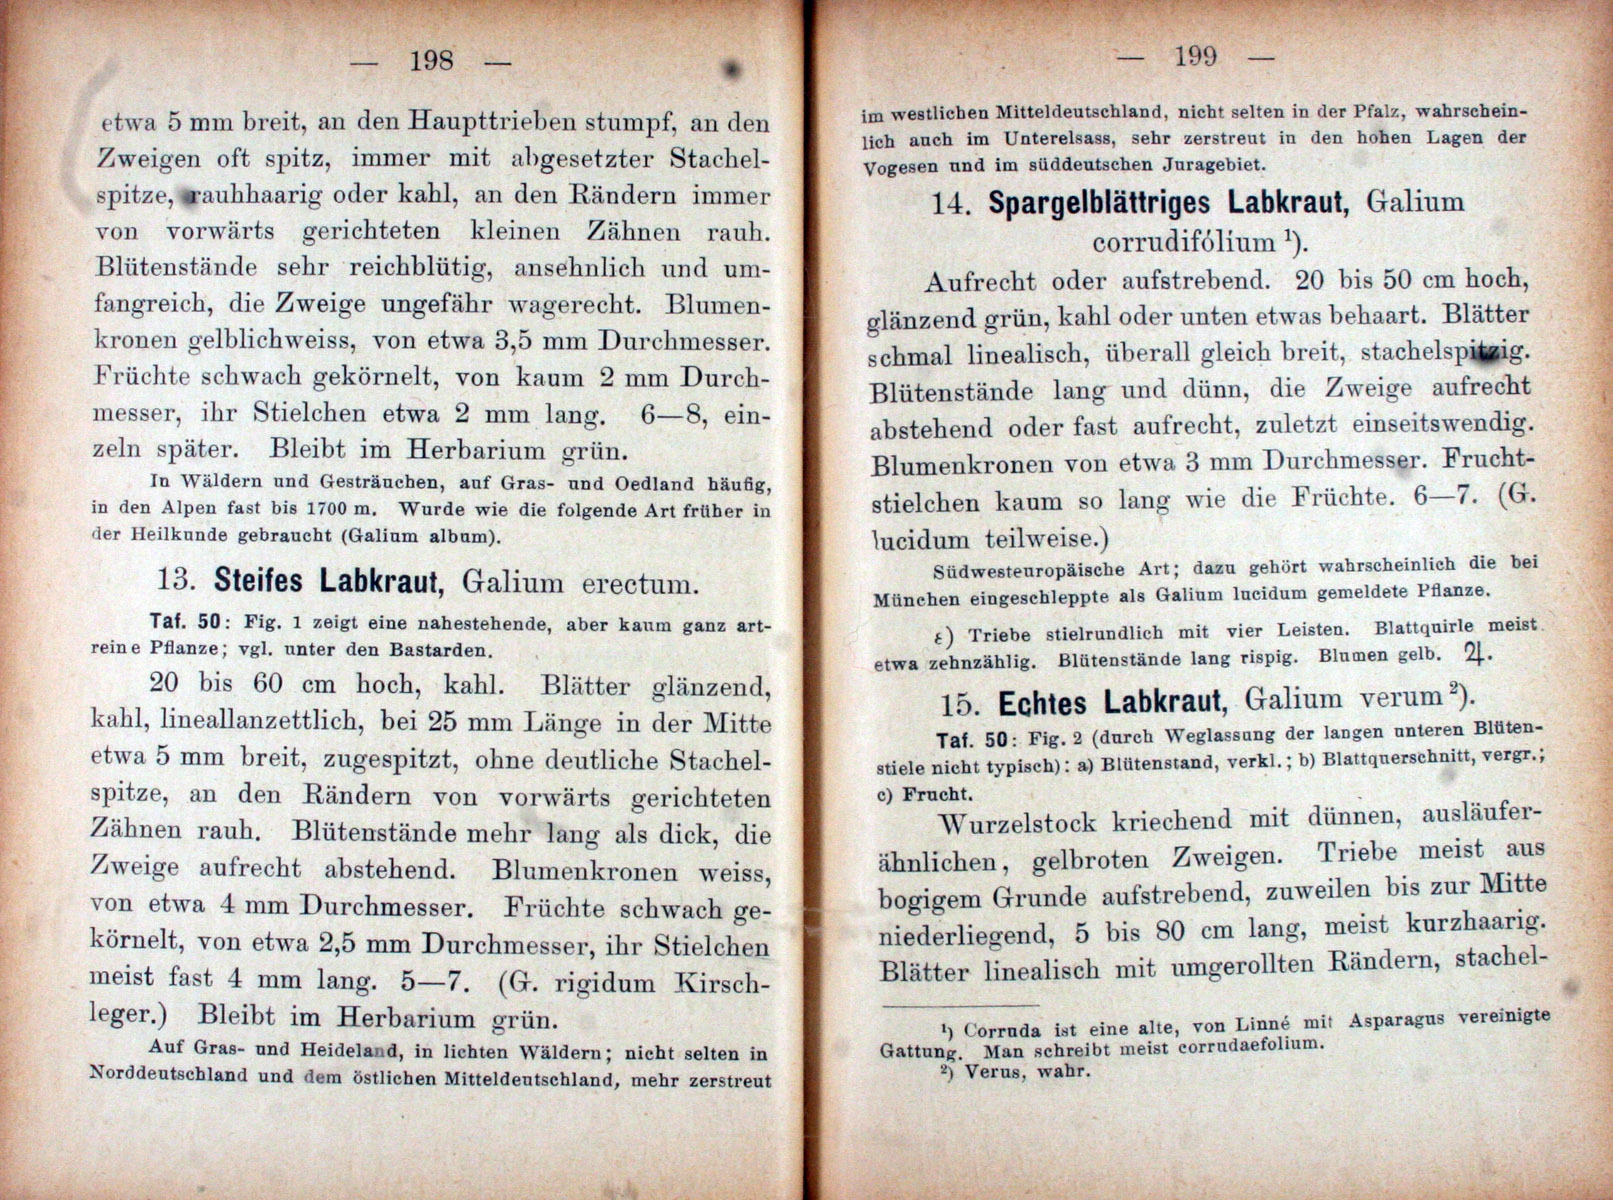 — 198 —
etwa 5 mm breit, an den Haupttrieben stumpf, an den
Zweigen oft spitz, immer mit abgesetzter Stachel-
spitze, rauhhaarig oder kahl, an den Rändern immer
von vorwärts gerichteten kleinen Zähnen rauh.
Blütenstände sehr reichblütig, ansehnlich und um-
fangreich, die Zweige ungefähr wagerecht. Blumen-
kronen gelblichweiss, von etwa 3,5 mm Durchmesser.
Früchte schwach gekörnelt, von kaum 2 mm Durch-
messer, ihr Stielchen etwa 2 mm lang. 6—8, ein-
zeln später. Bleibt im Herbarium grün.
In Wäldern und Gesträuchen, auf Gras- und Oedland häufig,
in den Alpen fast bis 1700 m. Wurde wie die folgende Art früher in
der Heilkunde gebraucht (Galium album).
13. Steifes Labkraut, Galium erectum.
Taf. 50: Fig. 1 zeigt eine nahestehende, aber kaum ganz art-
reine Pflanze; vgl. unter den Bastarden.
20 bis 60 cm hoch, kahl. Blätter glänzend,
kahl, lineallanzettlich, bei 25 mm Länge in der Mitte
etwa 5 mm breit, zugespitzt, ohne deutliche Stachel-
spitze, an den Rändern von vorwärts gerichteten
Zähnen rauh. Blütenstände mehr lang als dick, die
Zweige aufrecht abstehend. Blumenkronen weiss,
von etwa 4 mm Durchmesser. Früchte schwach ge-
körnelt, von etwa 2,5 mm Durchmesser, ihr Stielchen
meist fast 4 mm lang. 5—7. (G. rigidum Kirsch-
leger.) Bleibt im Herbarium grün.
Auf Gras- und Heideland, in lichten Wäldern; nicht selten in
Norddeutschland und dem östlichen Mitteldeutschland, mehr zerstreut
— 199 —
im westlichen Mitteldeutschland, nicht selten in der Pfalz, wahrschein-
lich auch im Unterelsass, sehr zerstreut in den hohen Lagen der
Vogesen und im süddeutschen Juragebiet.
14. Spargelblättriges Labkraut, Galium
corrudifólium ¹).
Aufrecht oder aufstrebend. 20 bis 50 cm hoch,
glänzend grün, kahl oder unten etwas behaart. Blätter
schmal linealisch, überall gleich breit, stachelspitzig.
Blütenstände lang und dünn, die Zweige aufrecht
abstehend oder fast aufrecht, zuletzt einseitswendig.
Blumenkronen von etwa 3 mm Durchmesser. Frucht-
stielchen kaum so lang wie die Früchte. 6—7. (G.
lucidum teilweise.)
Südwesteuropäische Art; dazu gehört wahrscheinlich die bei
München eingeschleppte als Galium lucidum gemeldete Pflanze.
ε) Triebe stielrundlich mit vier Leisten. Blattquirle meist
etwa zehnzählig. Blütenstände lang rispig. Blumen gelb. ♃.
15. Echtes Labkraut, Galium verum ²).
Taf. 50: Fig. 2 (durch Weglassung der langen unteren Blüten-
stiele nicht typisch): a) Blütenstand, verkl.; b) Blattquerschnitt, vergr.;
c) Frucht.
Wurzelstock kriechend mit dünnen, ausläufer-
ähnlichen, gelbroten Zweigen. Triebe meist aus
bogigem Grunde aufstrebend, zuweilen bis zur Mitte
niederliegend, 5 bis 80 cm lang, meist kurzhaarig.
Blätter linealisch mit umgerollten Rändern, stachel-
¹) Corruda ist eine alte, von Linné mit Asparagus vereinigte
Gattung. Man schreibt meist corrudaefolium.
²) Verus, wahr.